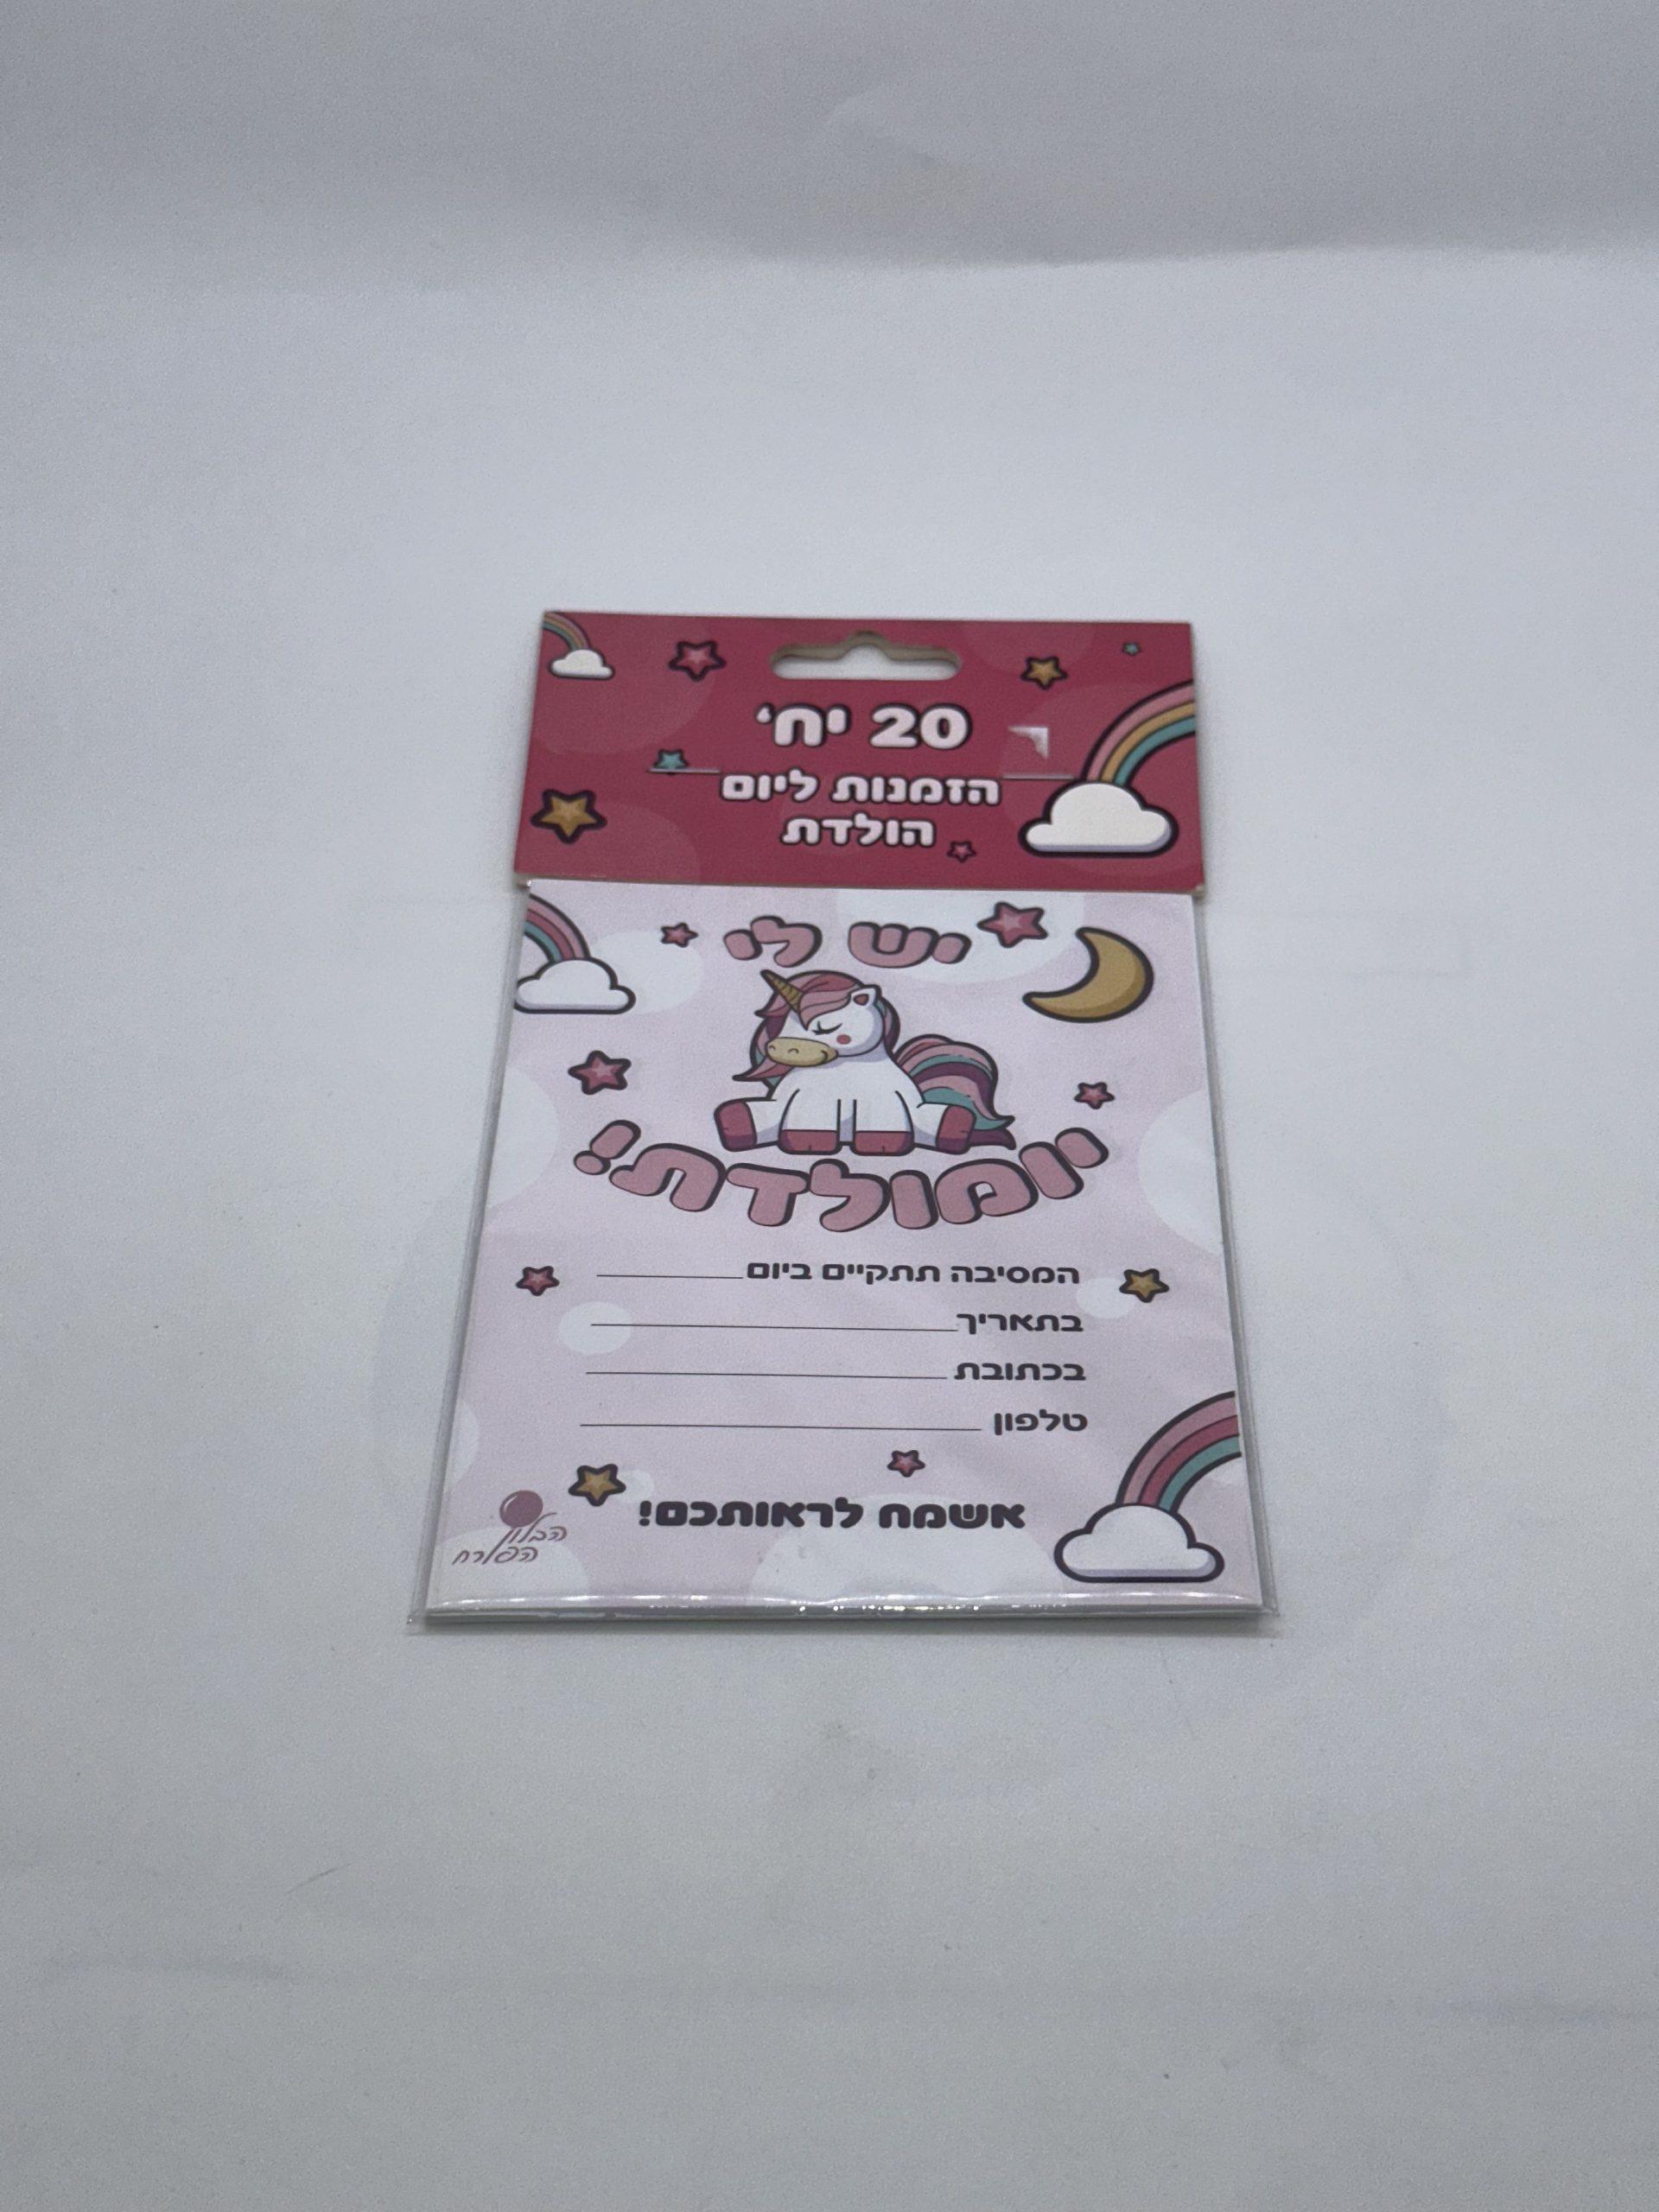 20 יח'
הזמנות ליום
הולדת
יש לי
יומולדת!
המסיבה תתקיים ביום
בתאריך
בכתובת
טלפון
אשמח לראותכם!
הבלון
הפורח